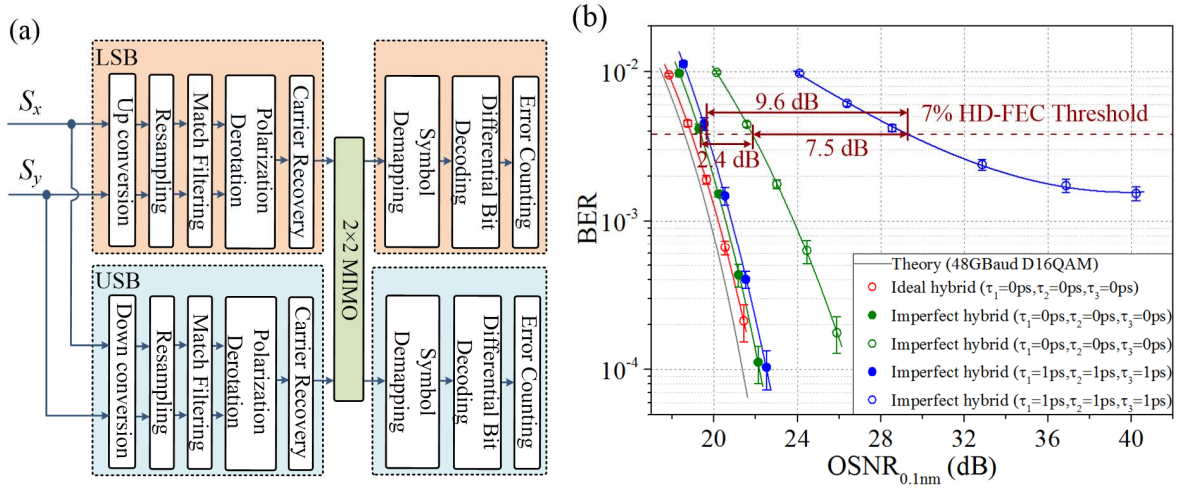 (a)
LSB
S_x
S_y
Up conversion
Resampling
Match Filtering
Polarization
Derotation
Carrier Recovery
2×2 MIMO
Symbol
Demapping
Differential Bit
Decoding
Error Counting
USB
Down conversion
Resampling
Match Filtering
Polarization
Derotation
Carrier Recovery
Symbol
Demapping
Differential Bit
Decoding
Error Counting
(b)
BER
10⁻²
10⁻³
10⁻⁴
9.6 dB
7% HD-FEC Threshold
2.4 dB
7.5 dB
Theory (48GBaud D16QAM)
Ideal hybrid (τ₁=0ps,τ₂=0ps,τ₃=0ps)
Imperfect hybrid (τ₁=0ps,τ₂=0ps,τ₃=0ps)
Imperfect hybrid (τ₁=0ps,τ₂=0ps,τ₃=0ps)
Imperfect hybrid (τ₁=1ps,τ₂=1ps,τ₃=1ps)
Imperfect hybrid (τ₁=1ps,τ₂=1ps,τ₃=1ps)
20 24 28 32 36 40
OSNR₀.₁ₙₘ (dB)